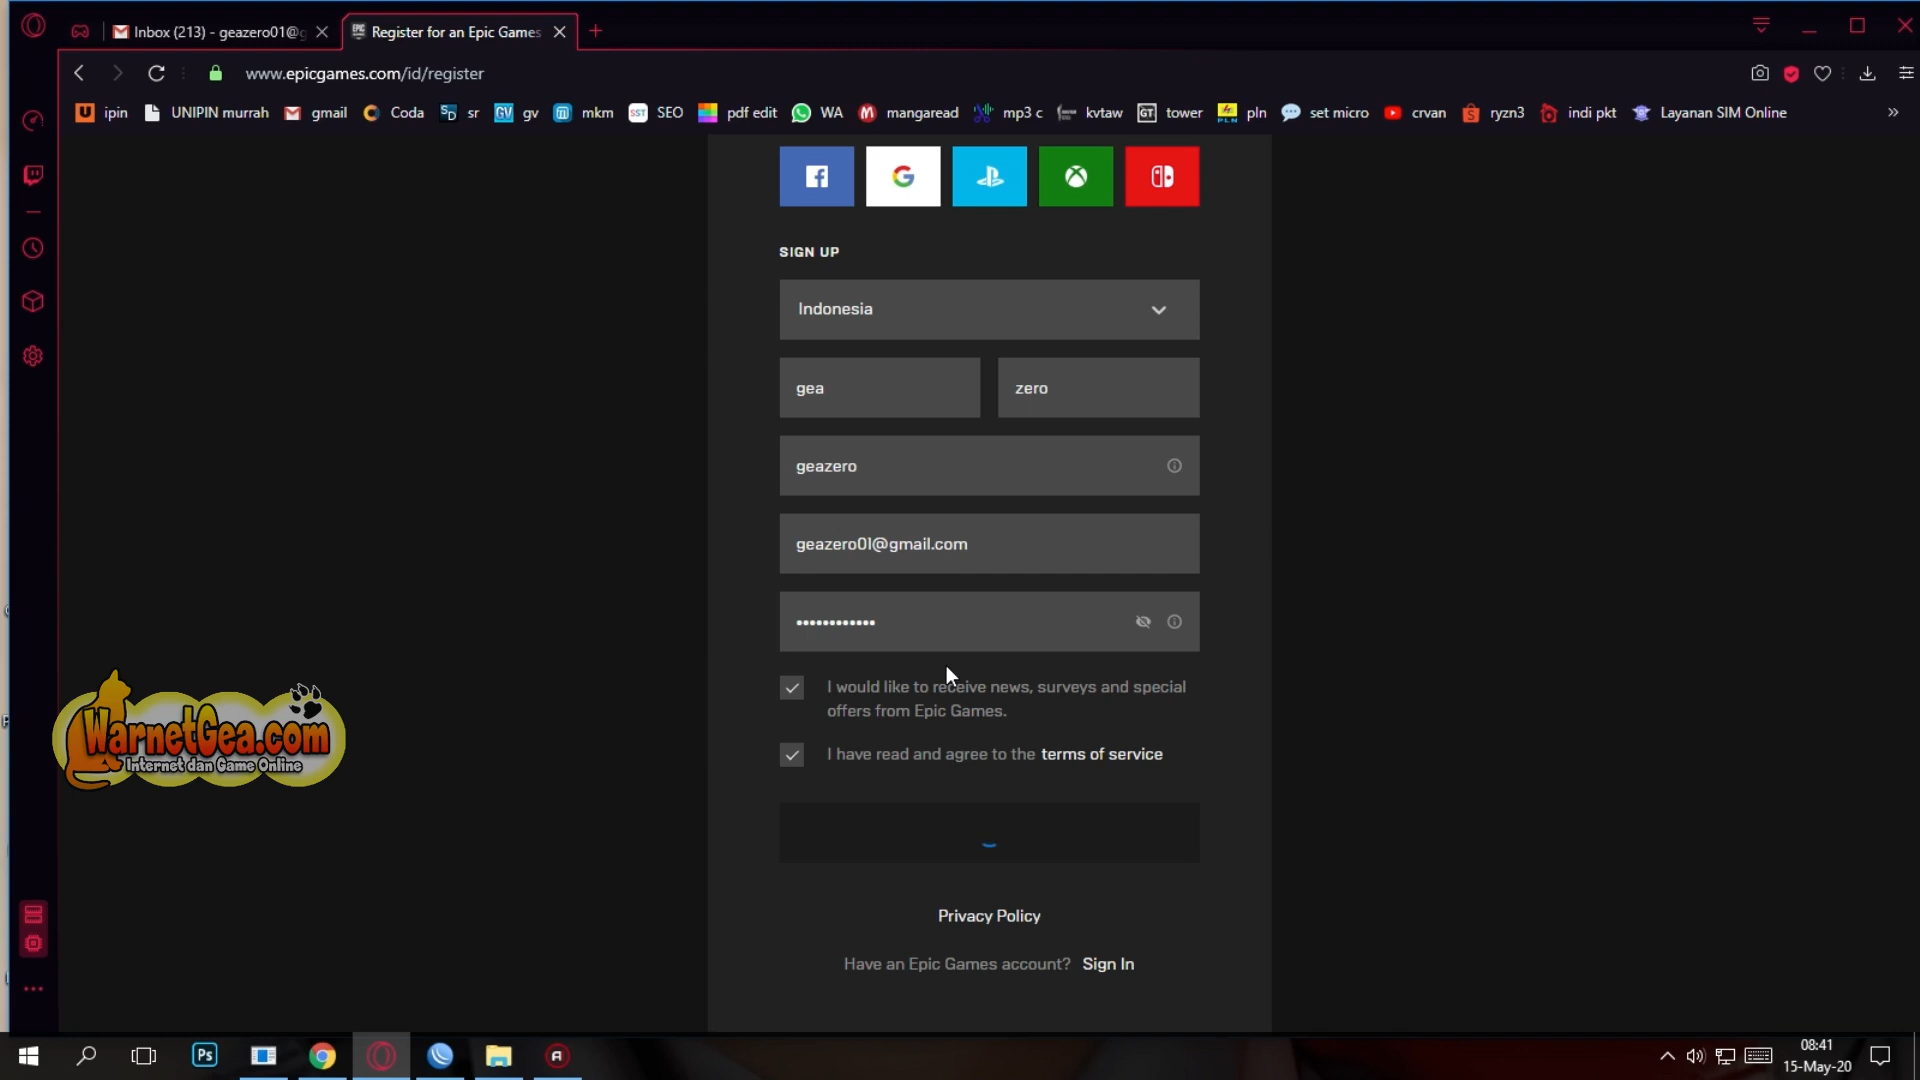 Inbox (213) - geazero01@g
Register for an Epic Games
www.epicgames.com/id/register
ipin
UNIPIN murrah
gmail
Coda
sr
gv
mkm
SEO
pdf edit
WA
mangaread
mp3 c
kvtaw
tower
pln
set micro
crvan
ryzn3
indi pkt
Layanan SIM Online
SIGN UP
Indonesia
gea
zero
geazero
geazero01@gmail.com
I would like to receive news, surveys and special
offers from Epic Games.
I have read and agree to the terms of service
Privacy Policy
Have an Epic Games account? Sign In
WarnetGea.com
Internet dan Game Online
Ps
08:41
15-May-20